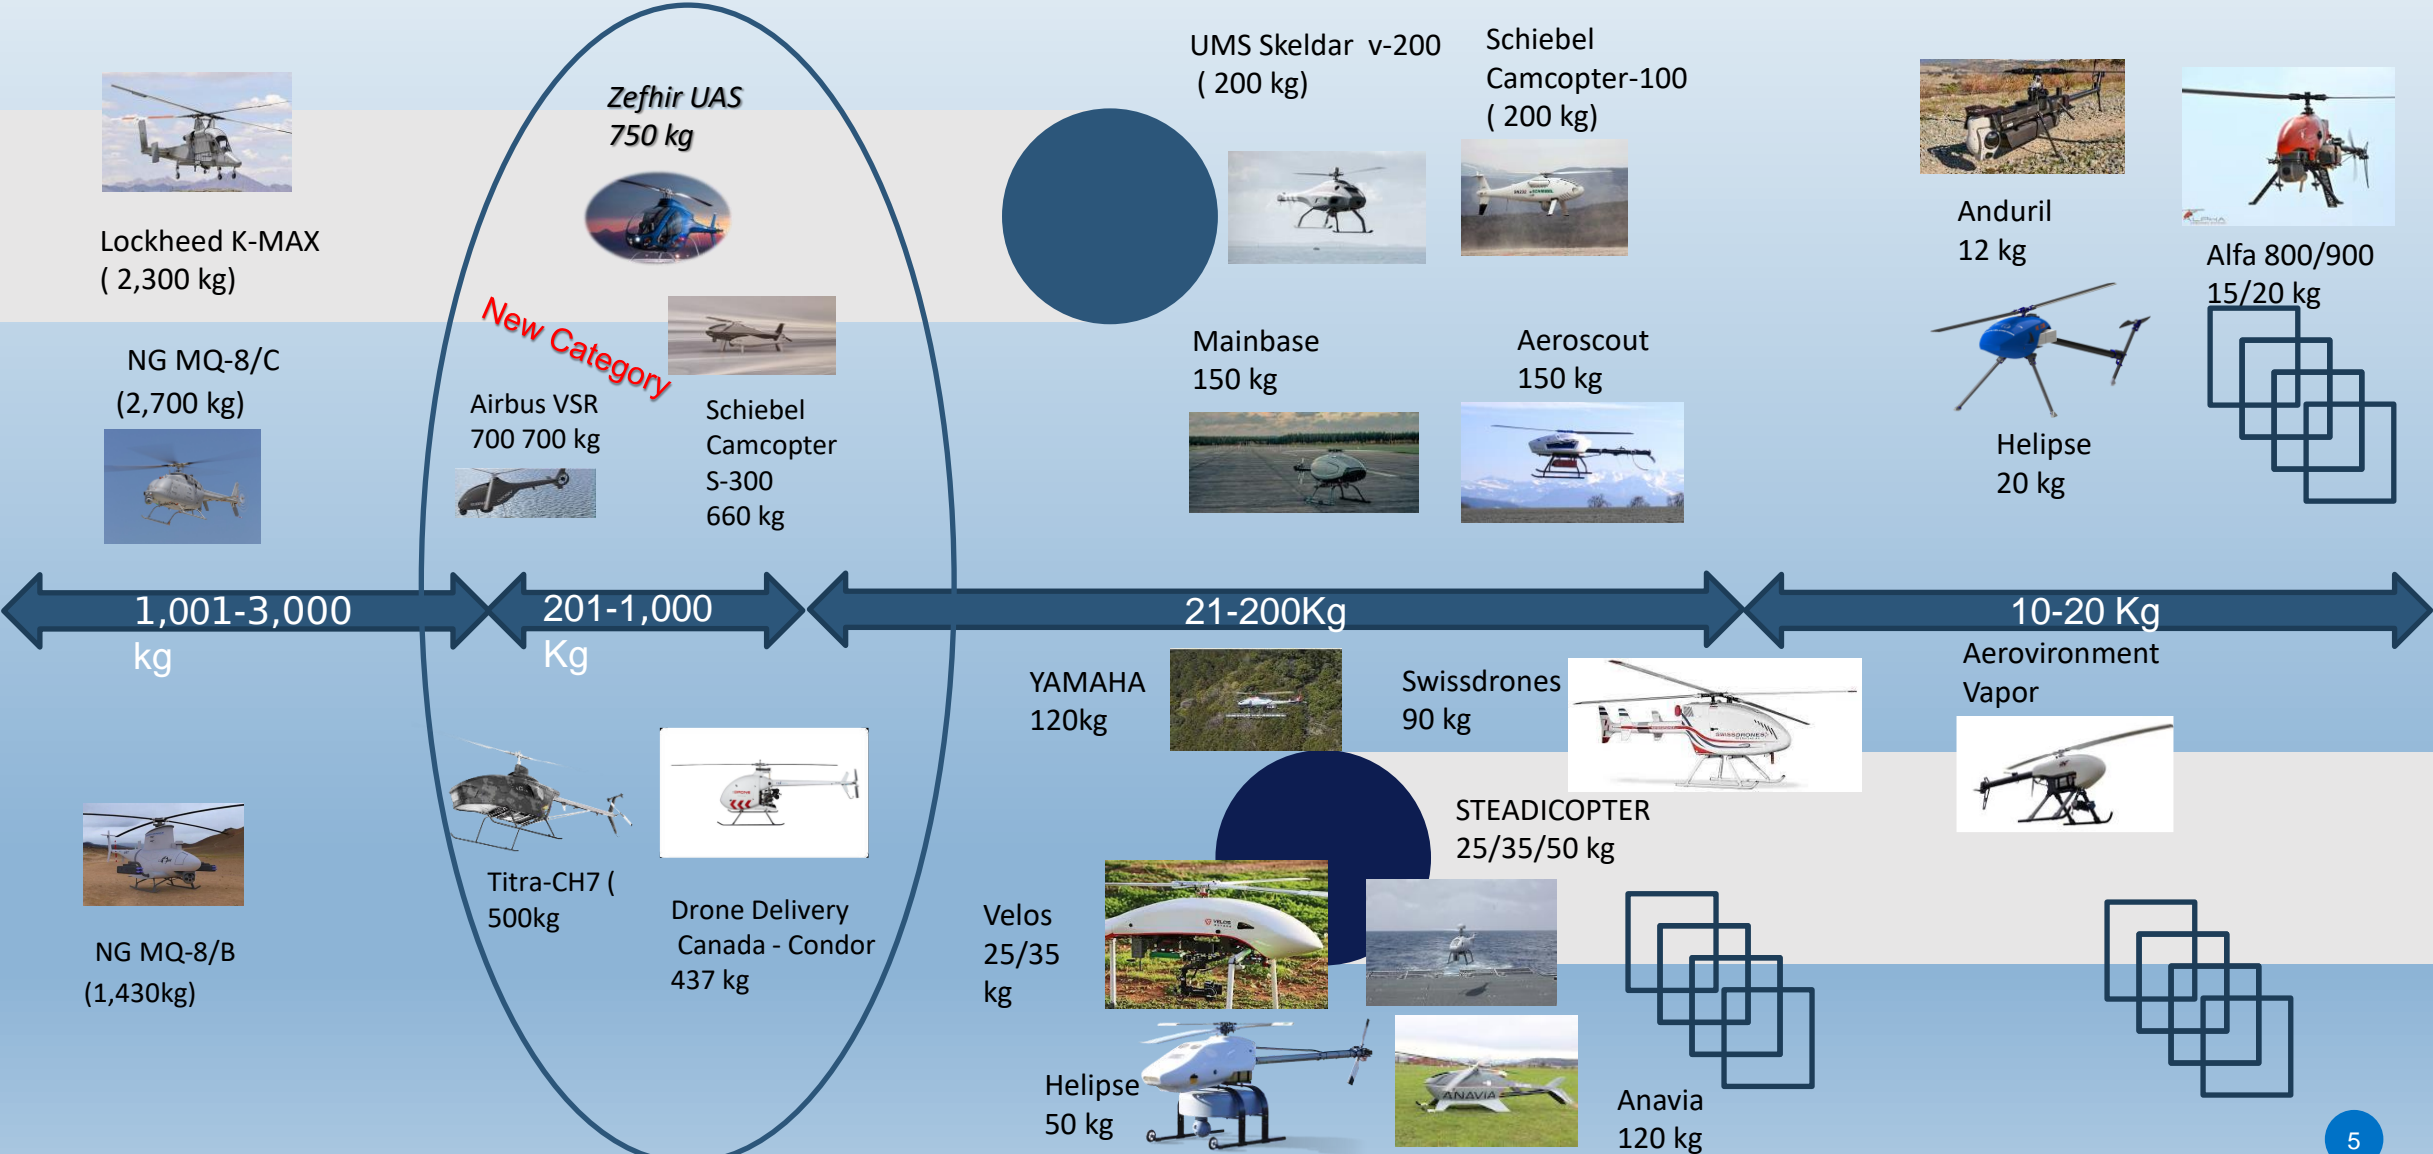 Lockheed K-MAX
( 2,300 kg)
NG MQ-8/C
(2,700 kg)
Zefhir UAS
750 kg
New Category
Airbus VSR
700 700 kg
Schiebel
Camcopter
S-300
660 kg
UMS Skeldar v-200
( 200 kg)
Schiebel
Camcopter-100
( 200 kg)
SCHIEBEL
Mainbase
150 kg
Aeroscout
150 kg
Anduril
12 kg
Alfa 800/900
15/20 kg
Helipse
20 kg
1,001-3,000
kg
201-1,000
Kg
21-200Kg
10-20 Kg
NG MQ-8/B
(1,430kg)
Titra-CH7 (
500kg
Drone Delivery
Canada - Condor
437 kg
YAMAHA
120kg
Swissdrones
90 kg
SWISSDRONES
STEADICOPTER
25/35/50 kg
Velos
25/35
kg
VELOS
Helipse
50 kg
ANAVIA
Anavia
120 kg
Aerovironment
Vapor
5